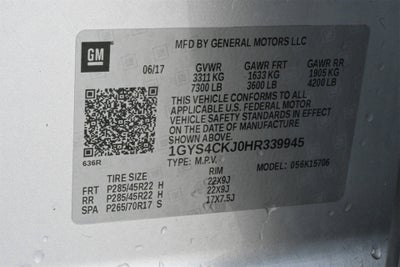 GM
MFD BY GENERAL MOTORS LLC
06/17 GVWR GAWR FRT GAWR RR
3311 KG 1633 KG 1905 KG
7300 LB 3600 LB 4200 LB
THIS VEHICLE CONFORMS TO ALL
APPLICABLE U.S. FEDERAL MOTOR
VEHICLE SAFETY STANDARDS IN EFFECT
ON THE DATE OF MANUFACTURE
636R
1GYS4CKJ0HR339945
TYPE: M.P.V. MODEL: 056K15706
TIRE SIZE RIM
FRT P285/45R22 H 22X9J
RR P285/45R22 H 22X9J
SPA P265/70R17 S 17X7.5J